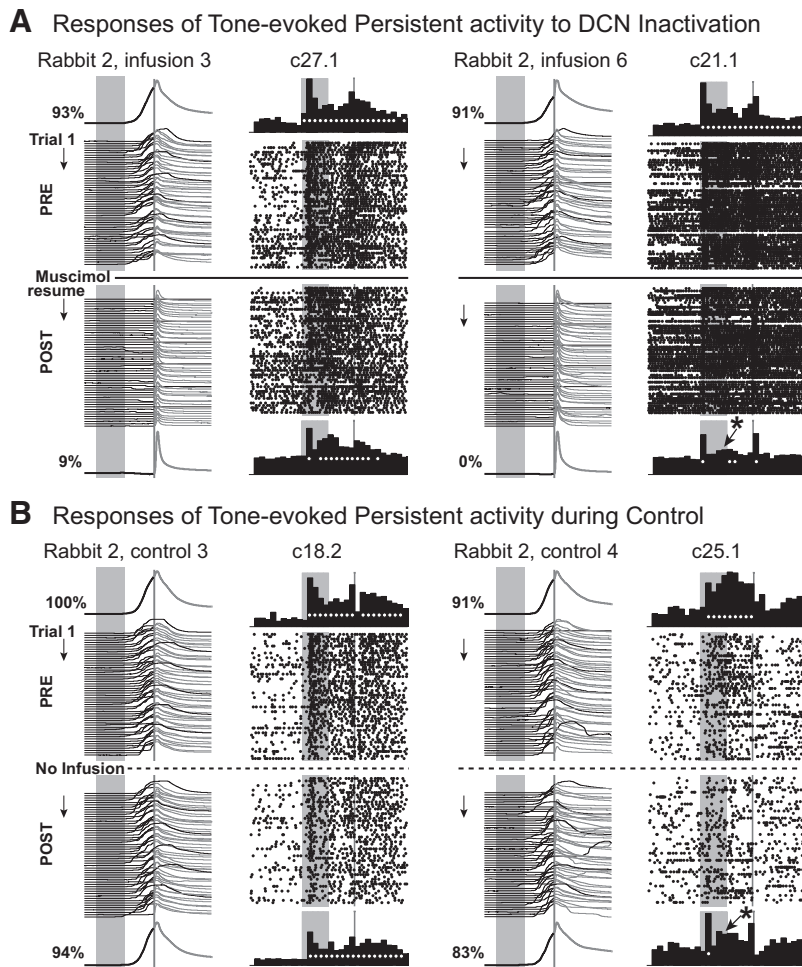 A Responses of Tone-evoked Persistent activity to DCN Inactivation
Rabbit 2, infusion 3
c27.1
Rabbit 2, infusion 6
c21.1
93%
91%
Trial 1
PRE
Muscimol
resume
POST
*
9%
0%
B Responses of Tone-evoked Persistent activity during Control
Rabbit 2, control 3
c18.2
Rabbit 2, control 4
c25.1
100%
91%
Trial 1
PRE
No Infusion
POST
*
94%
83%